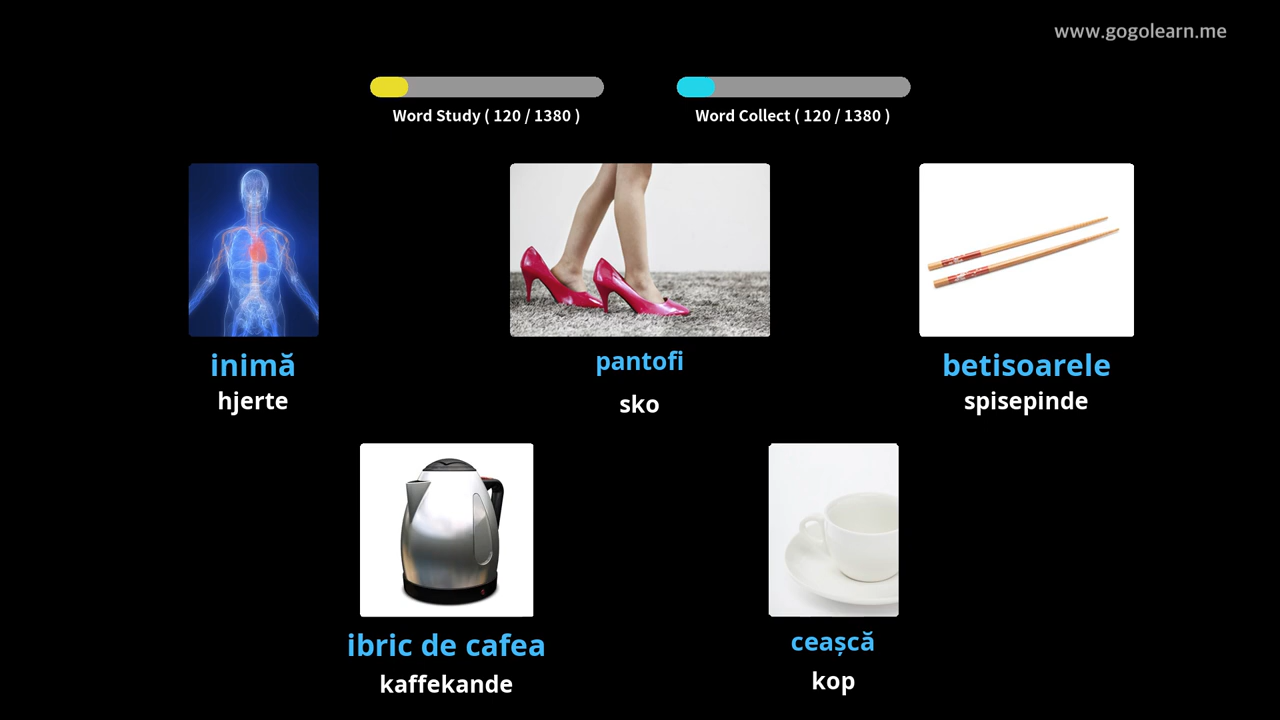 www.gogolearn.me
Word Study ( 120 / 1380 )
Word Collect ( 120 / 1380 )
inimă
hjerte
pantofi
sko
betisoarele
spisepinde
ibric de cafea
kaffekande
ceașcă
kop